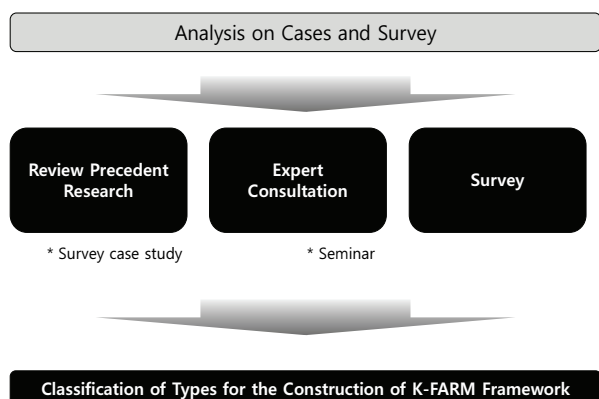 Analysis on Cases and Survey
Review Precedent
Research
Expert
Consultation
Survey
* Survey case study
* Seminar
Classification of Types for the Construction of K-FARM Framework